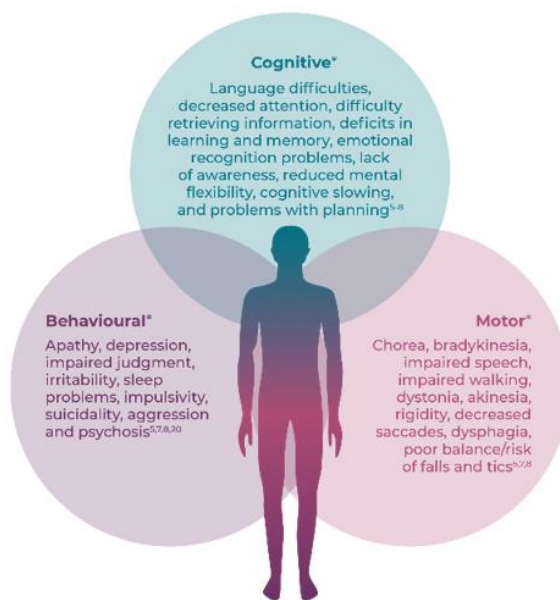 Cognitive*
Language difficulties,
decreased attention, difficulty
retrieving information, deficits in
learning and memory, emotional
recognition problems, lack
of awareness, reduced mental
flexibility, cognitive slowing,
and problems with planning⁵⁻⁸
Behavioural*
Apathy, depression,
impaired judgment,
irritability, sleep
problems, impulsivity,
suicidality, aggression
and psychosis⁵,⁷,⁸,²⁰
Motor*
Chorea, bradykinesia,
impaired speech,
impaired walking,
dystonia, akinesia,
rigidity, decreased
saccades, dysphagia,
poor balance/risk
of falls and tics⁵,⁷,⁸